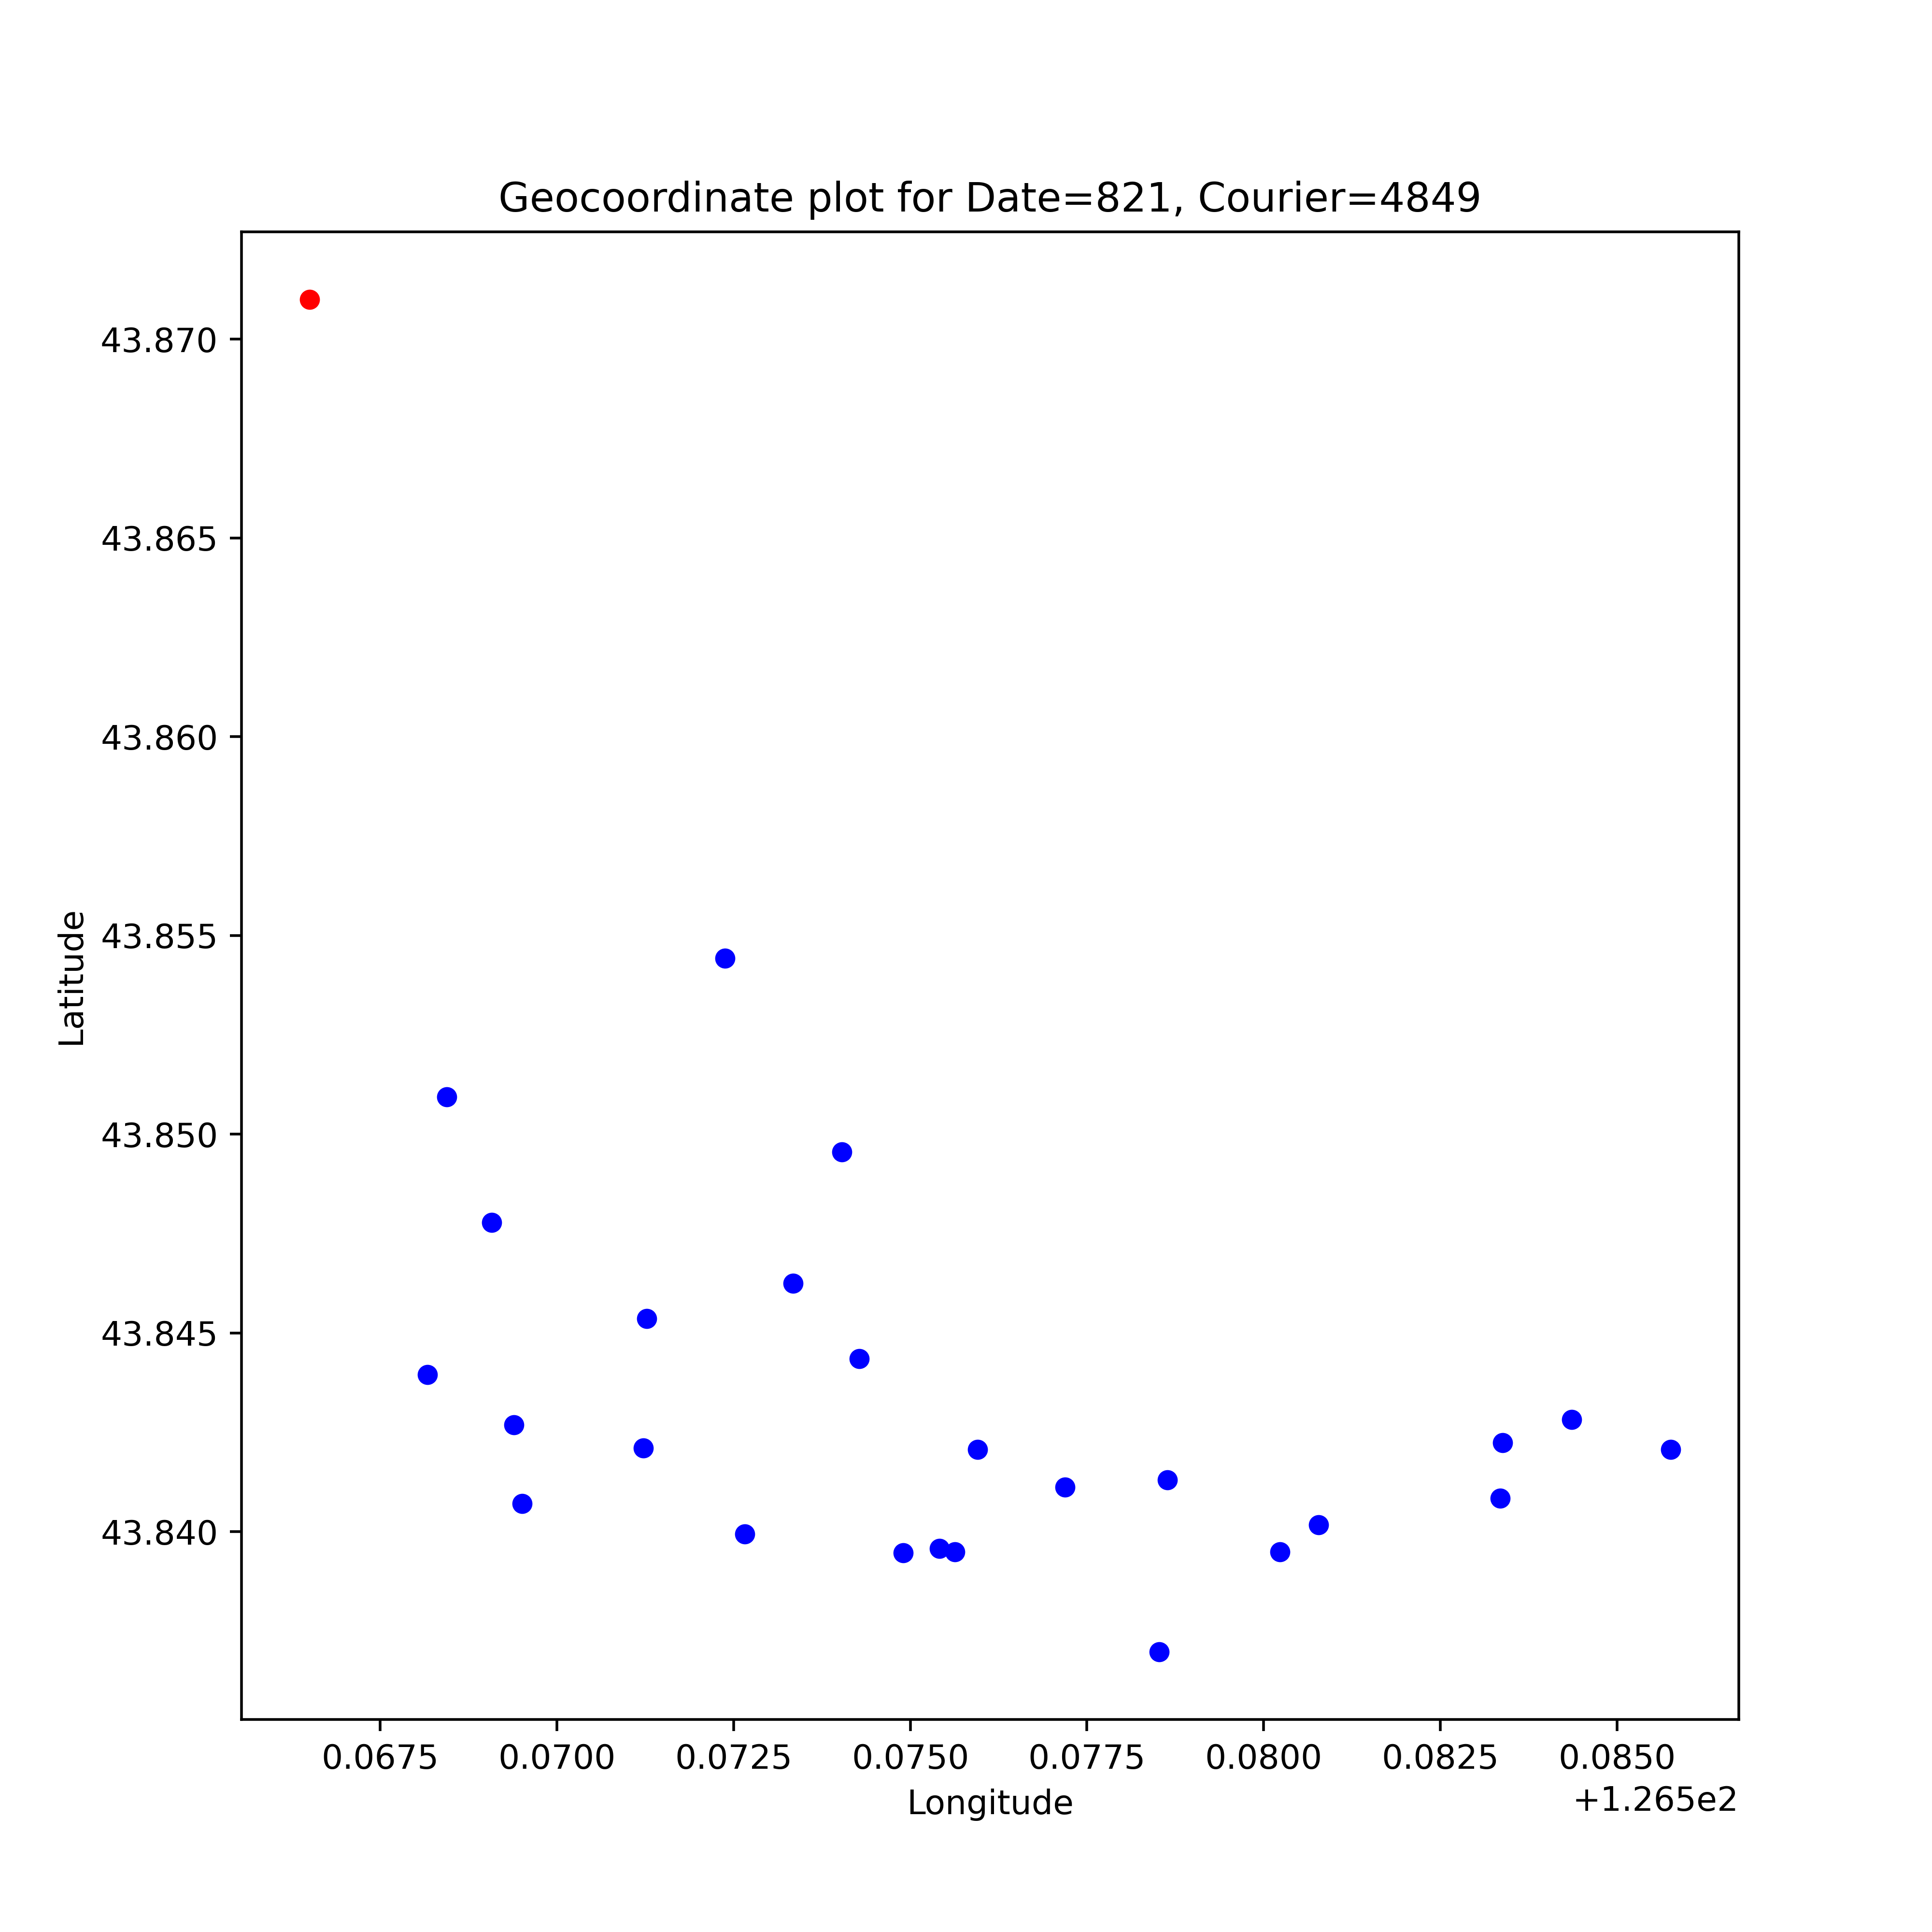 Geocoordinate plot for Date=821, Courier=4849
43.870
43.865
43.860
43.855
43.850
43.845
43.840
Latitude
0.0675 0.0700 0.0725 0.0750 0.0775 0.0800 0.0825 0.0850
Longitude
+1.265e2